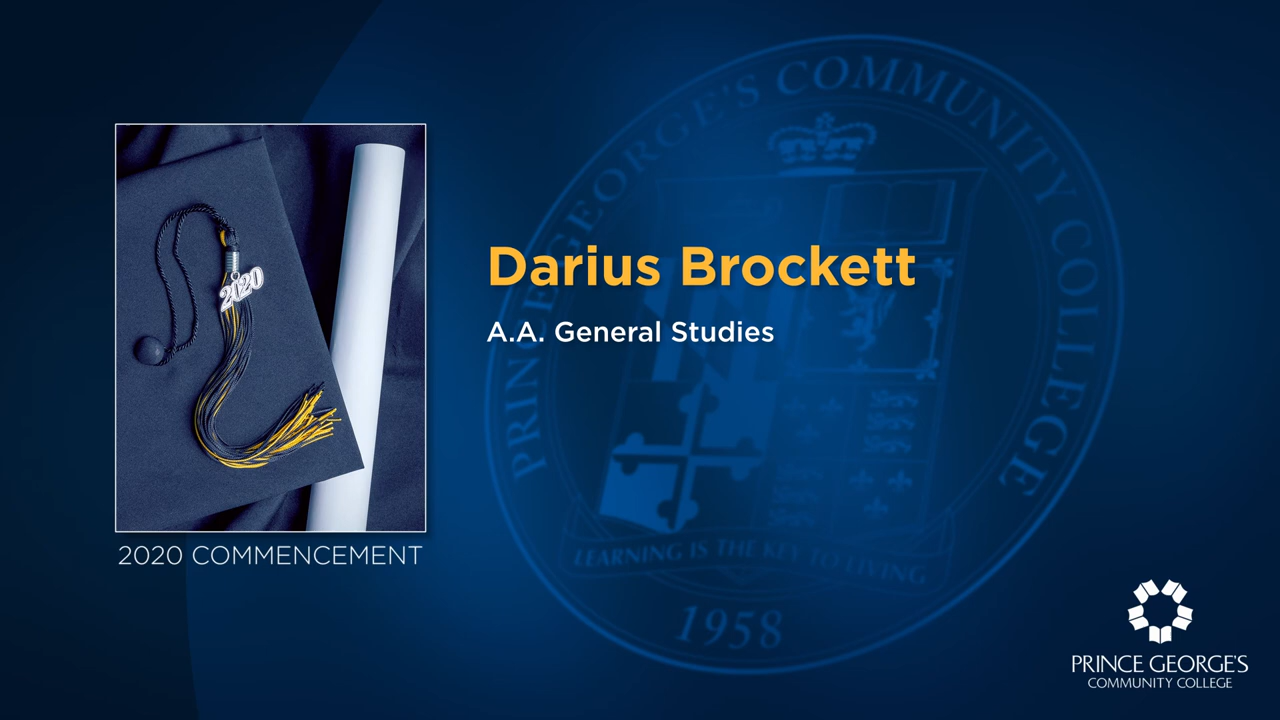 PRINCE GEORGE'S COMMUNITY COLLEGE
2020
Darius Brockett
A.A. General Studies
LEARNING IS THE KEY TO LIVING
2020 COMMENCEMENT
1958
PRINCE GEORGE'S
COMMUNITY COLLEGE